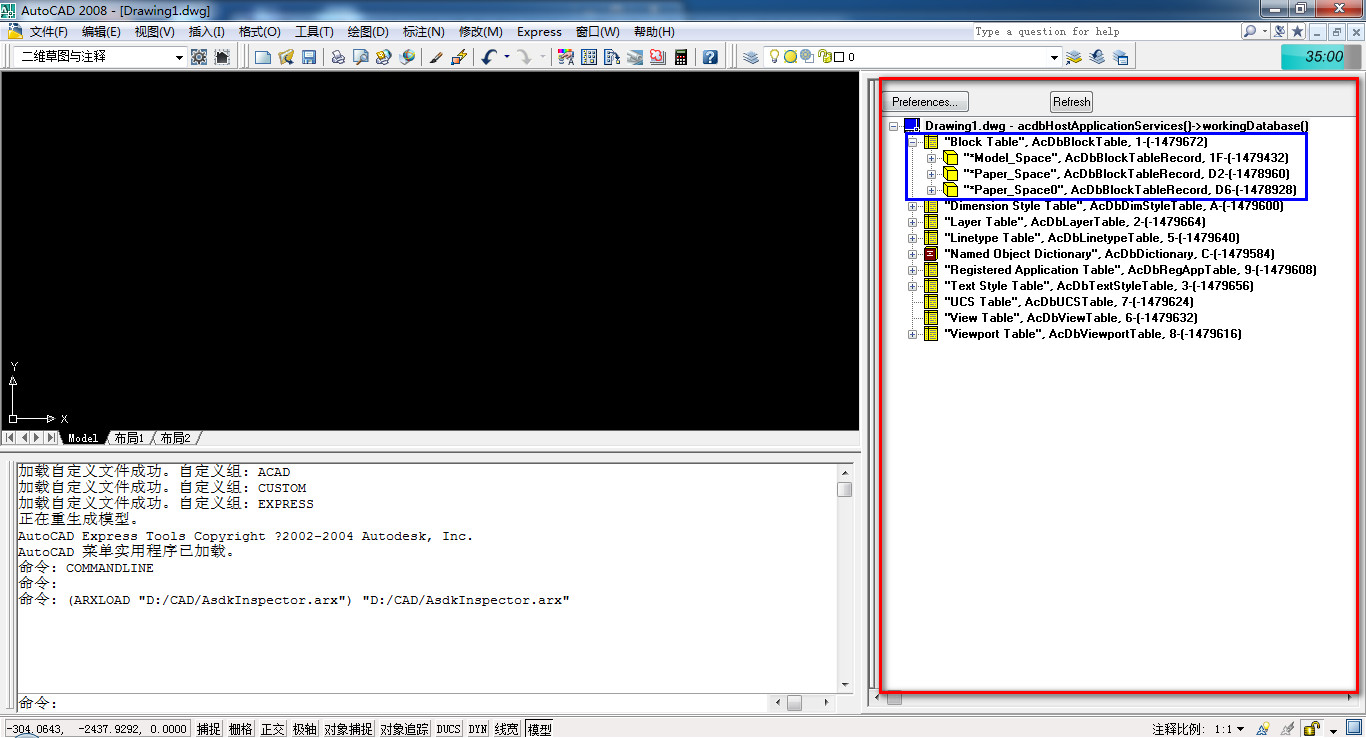 AutoCAD 2008 - [Drawing1.dwg]
文件(F) 编辑(E) 视图(V) 插入(I) 格式(O) 工具(T) 绘图(D) 标注(N) 修改(M) Express 窗口(W) 帮助(H) Type a question for help
二维草图与注释 0 35:00
Preferences... Refresh
Drawing1.dwg - acdbHostApplicationServices()->workingDatabase()
"Block Table", AcDbBlockTable, 1-(-1479672)
"*Model_Space", AcDbBlockTableRecord, 1F-(-1479432)
"*Paper_Space", AcDbBlockTableRecord, D2-(-1478960)
"*Paper_Space0", AcDbBlockTableRecord, D6-(-1478928)
"Dimension Style Table", AcDbDimStyleTable, A-(-1479600)
"Layer Table", AcDbLayerTable, 2-(-1479664)
"Linetype Table", AcDbLinetypeTable, 5-(-1479640)
"Named Object Dictionary", AcDbDictionary, C-(-1479584)
"Registered Application Table", AcDbRegAppTable, 9-(-1479608)
"Text Style Table", AcDbTextStyleTable, 3-(-1479656)
"UCS Table", AcDbUCSTable, 7-(-1479624)
"View Table", AcDbViewTable, 6-(-1479632)
"Viewport Table", AcDbViewportTable, 8-(-1479616)
Y
X
Model 布局1 布局2
加载自定义文件成功。自定义组: ACAD
加载自定义文件成功。自定义组: CUSTOM
加载自定义文件成功。自定义组: EXPRESS
正在重生成模型。
AutoCAD Express Tools Copyright ?2002-2004 Autodesk, Inc.
AutoCAD 菜单实用程序已加载。
命令: COMMANDLINE
命令:
命令: (ARXLOAD "D:/CAD/AsdkInspector.arx") "D:/CAD/AsdkInspector.arx"
命令:
-304.0643, -2437.9292, 0.0000 捕捉 栅格 正交 极轴 对象捕捉 对象追踪 DUCS DYN 线宽 模型 注释比例: 1:1